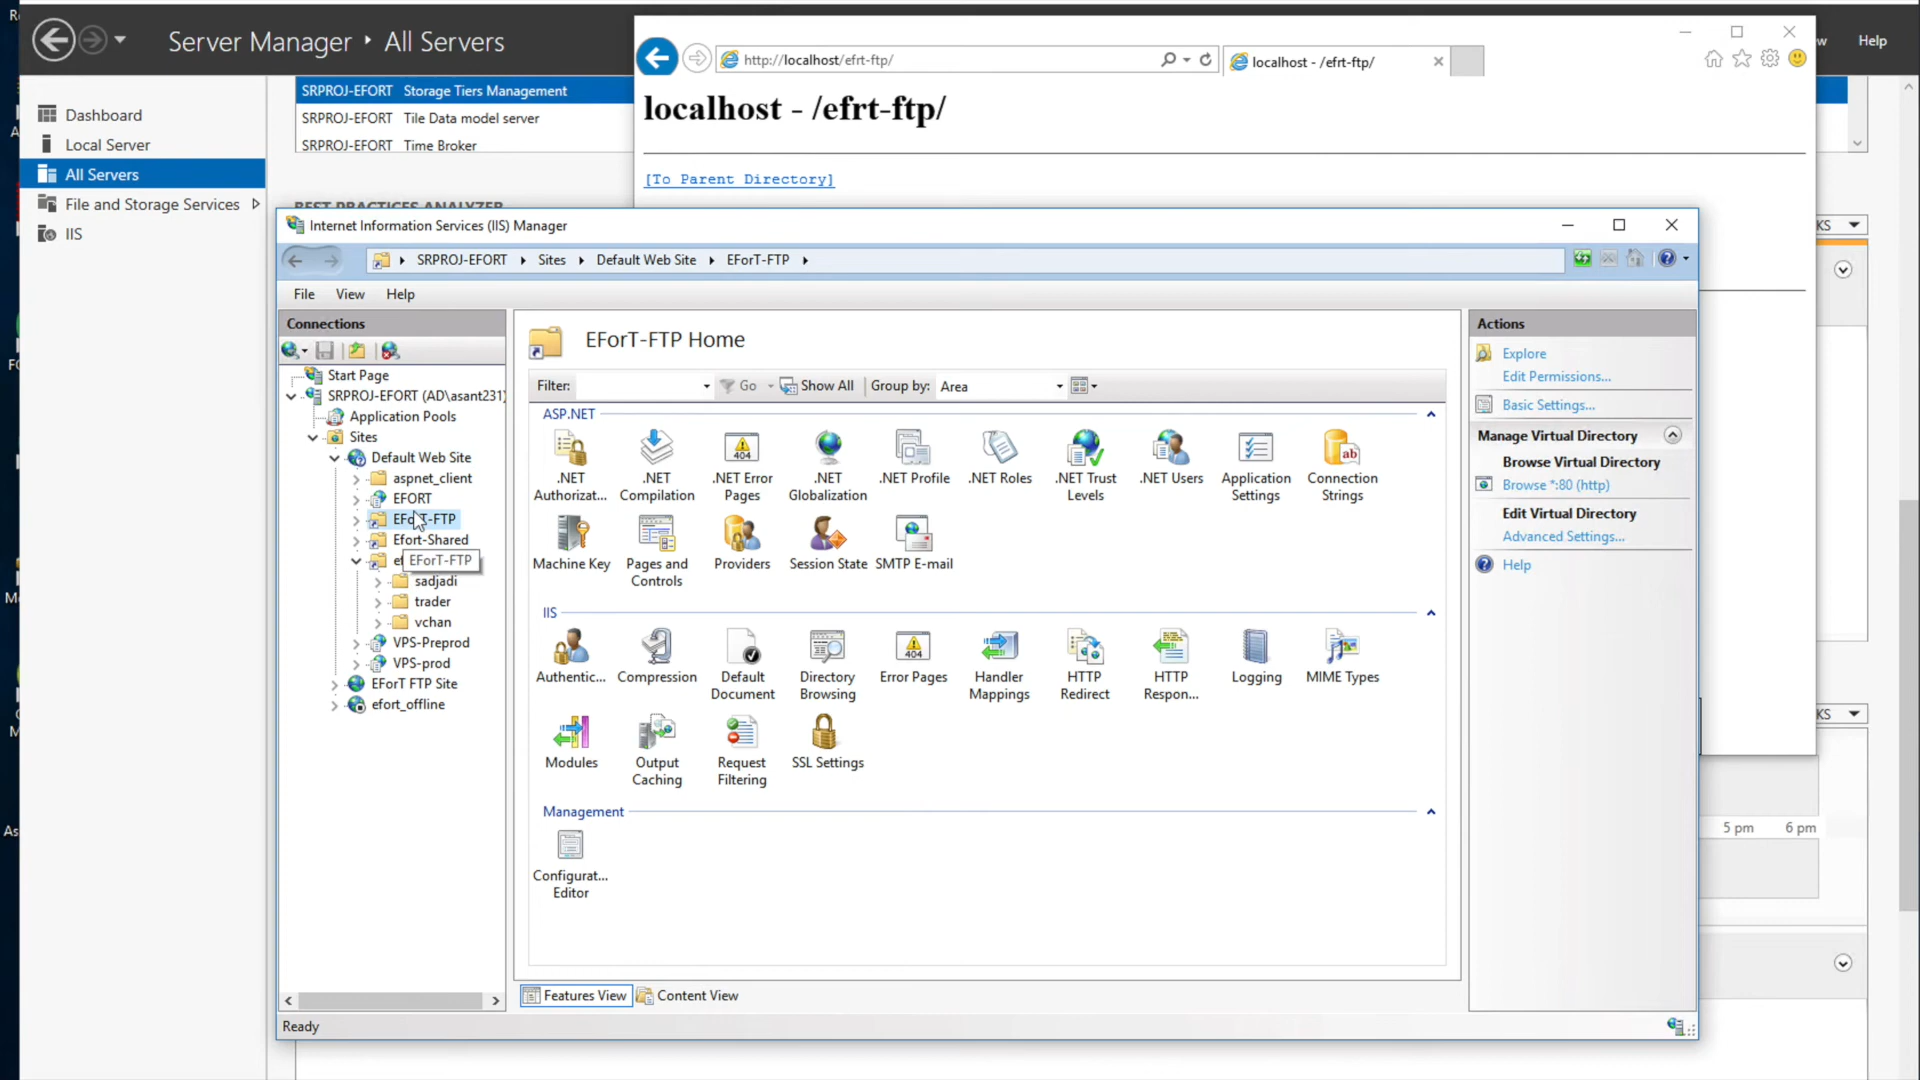 Server Manager ‣ All Servers
Help
Dashboard
Local Server
All Servers
File and Storage Services
IIS
SRPROJ-EFORT Storage Tiers Management
SRPROJ-EFORT Tile Data model server
SRPROJ-EFORT Time Broker
http://localhost/efrt-ftp/
localhost - /efrt-ftp/
localhost - /efrt-ftp/
[To Parent Directory]
KS
KS
5 pm 6 pm
Internet Information Services (IIS) Manager
SRPROJ-EFORT
Sites
Default Web Site
EForT-FTP
File
View
Help
Connections
Start Page
SRPROJ-EFORT (AD\asant231)
Application Pools
Sites
Default Web Site
aspnet_client
EFORT
EForT-FTP
Efort-Shared
EForT-FTP
sadjadi
trader
vchan
VPS-Preprod
VPS-prod
EForT FTP Site
efort_offline
EForT-FTP Home
Filter:
Go
Show All
Group by:
Area
ASP.NET
.NET Authorizat...
.NET Compilation
.NET Error Pages
.NET Globalization
.NET Profile
.NET Roles
.NET Trust Levels
.NET Users
Application Settings
Connection Strings
Machine Key
Pages and Controls
Providers
Session State
SMTP E-mail
IIS
Authentic...
Compression
Default Document
Directory Browsing
Error Pages
Handler Mappings
HTTP Redirect
HTTP Respon...
Logging
MIME Types
Modules
Output Caching
Request Filtering
SSL Settings
Management
Configurat... Editor
Features View
Content View
Ready
Actions
Explore
Edit Permissions...
Basic Settings...
Manage Virtual Directory
Browse Virtual Directory
Browse *:80 (http)
Edit Virtual Directory
Advanced Settings...
Help